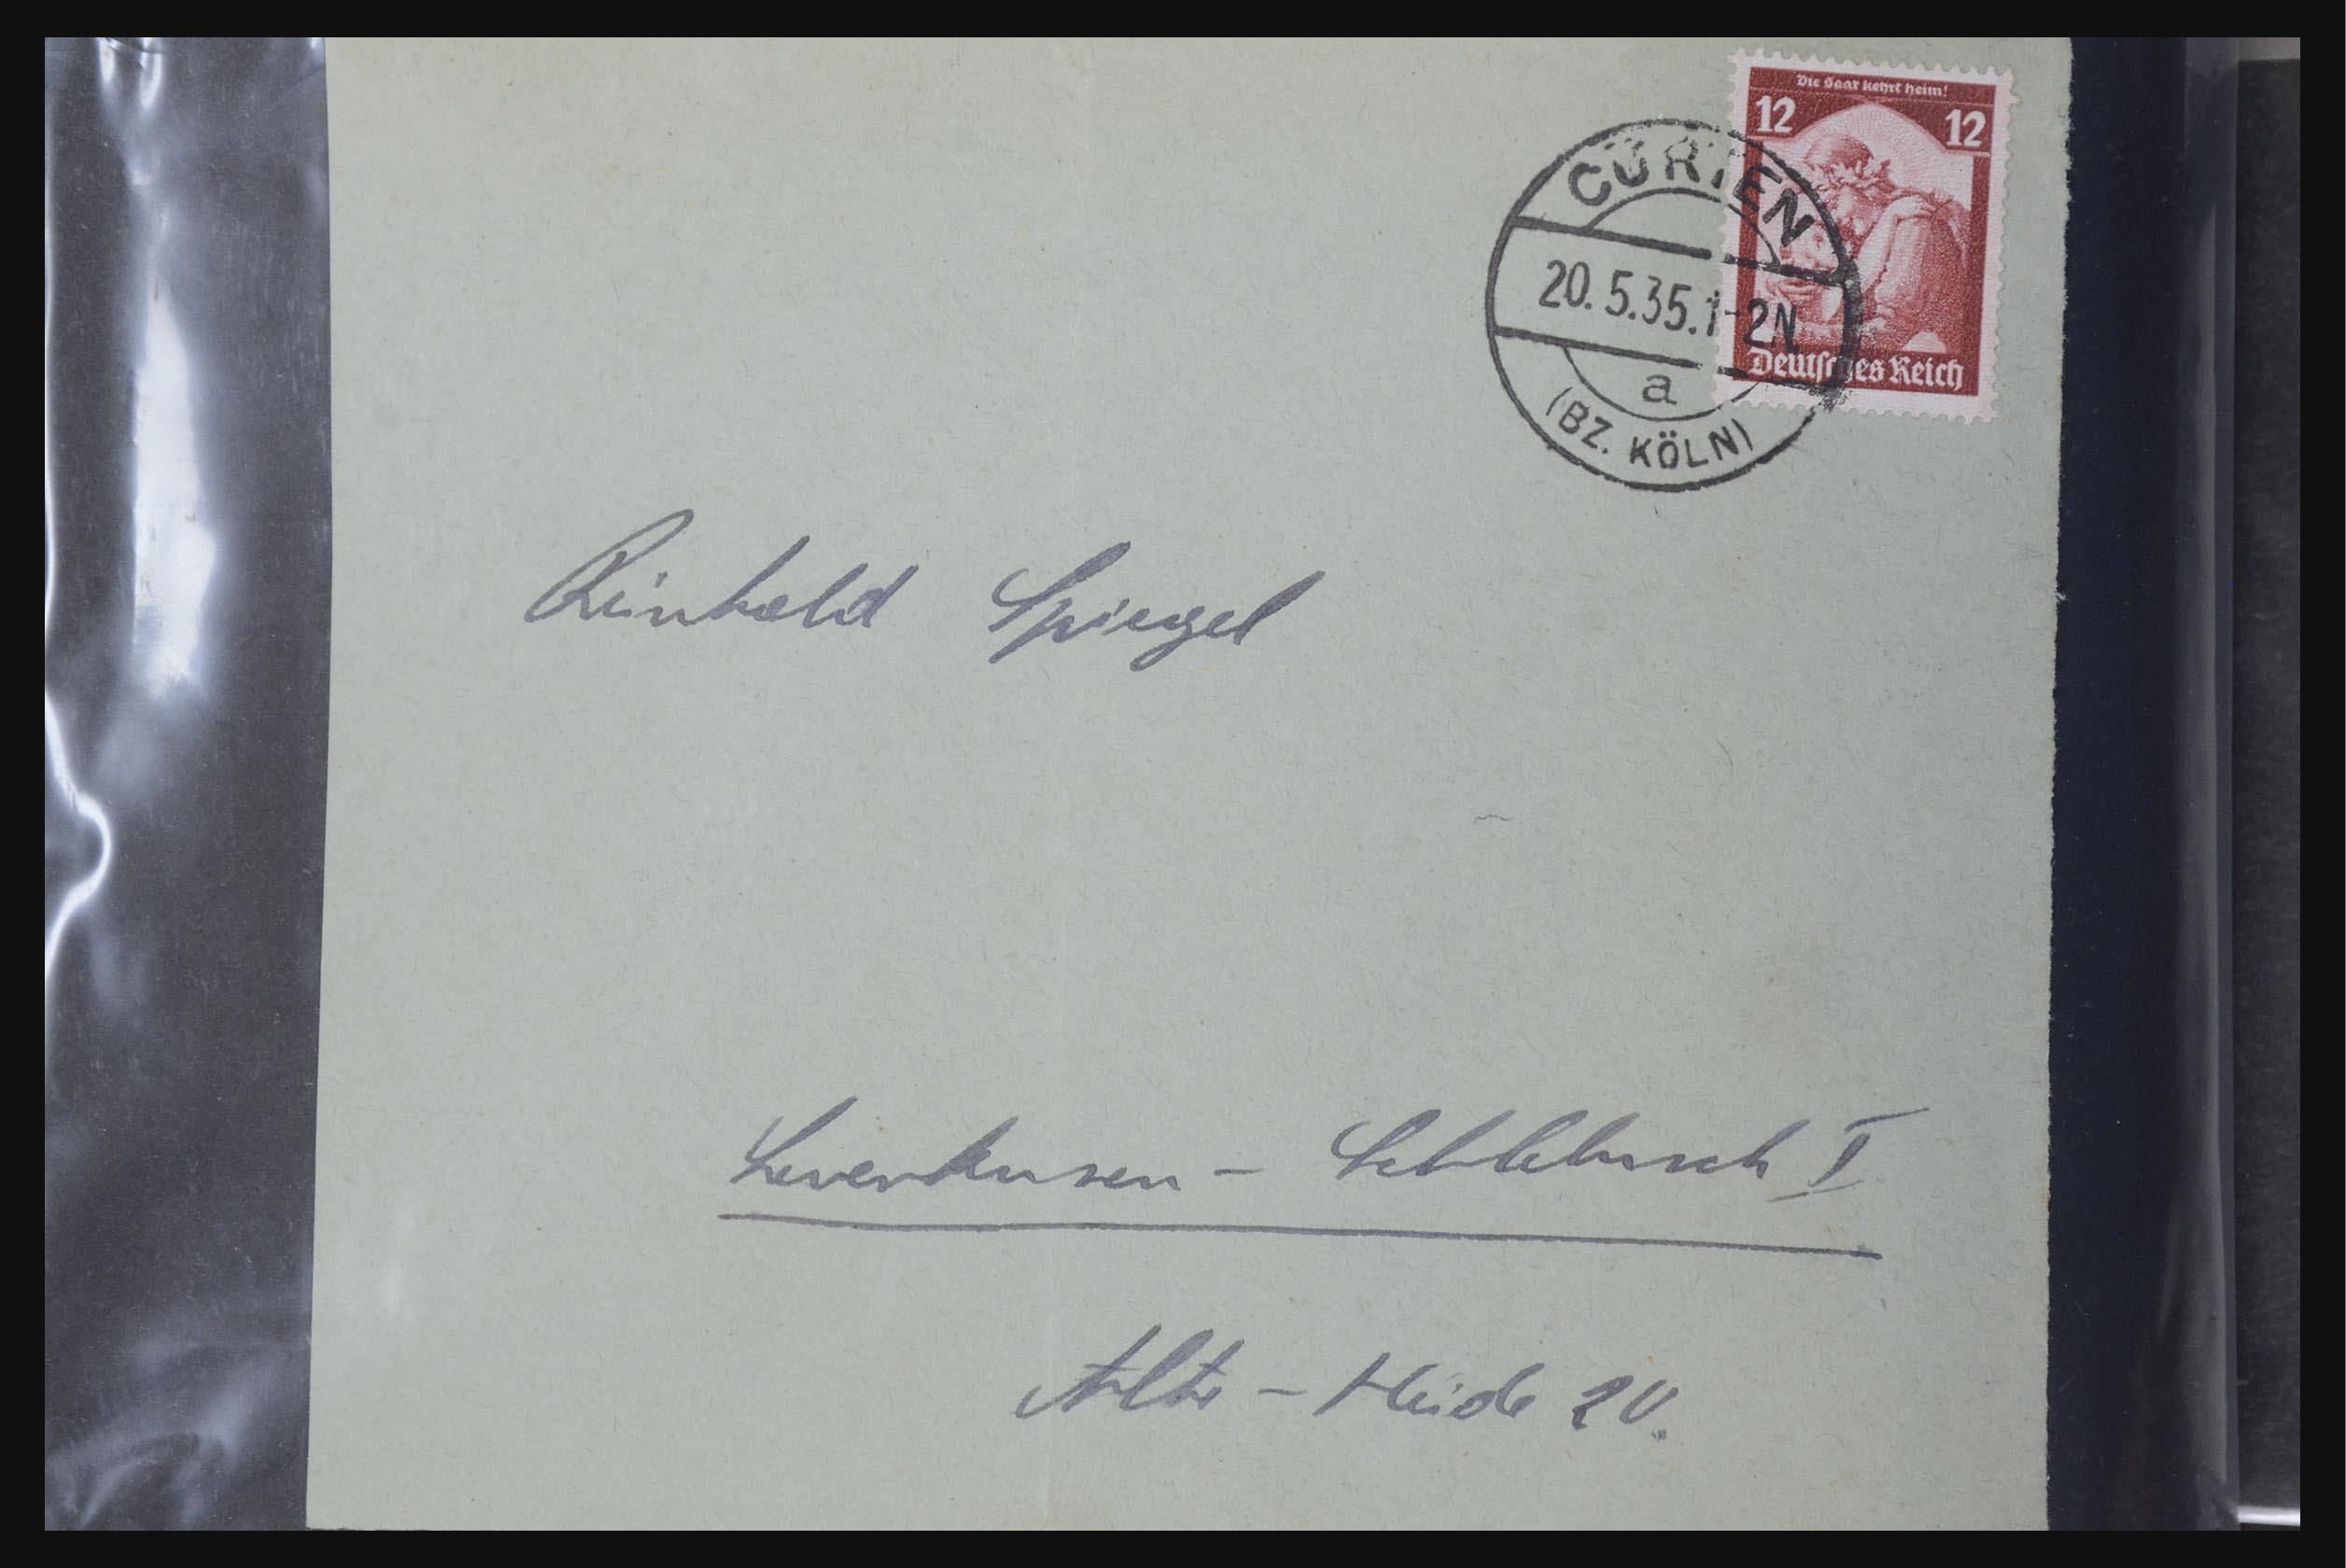 Die Saar kehrt heim!
12 12
Deutsches Reich
CÜRTEN
20.5.35.1-2N
a
(BZ. KÖLN)
Reinhold Spiegel
Leverkusen - Schlebusch I
Alte - Heide 20.